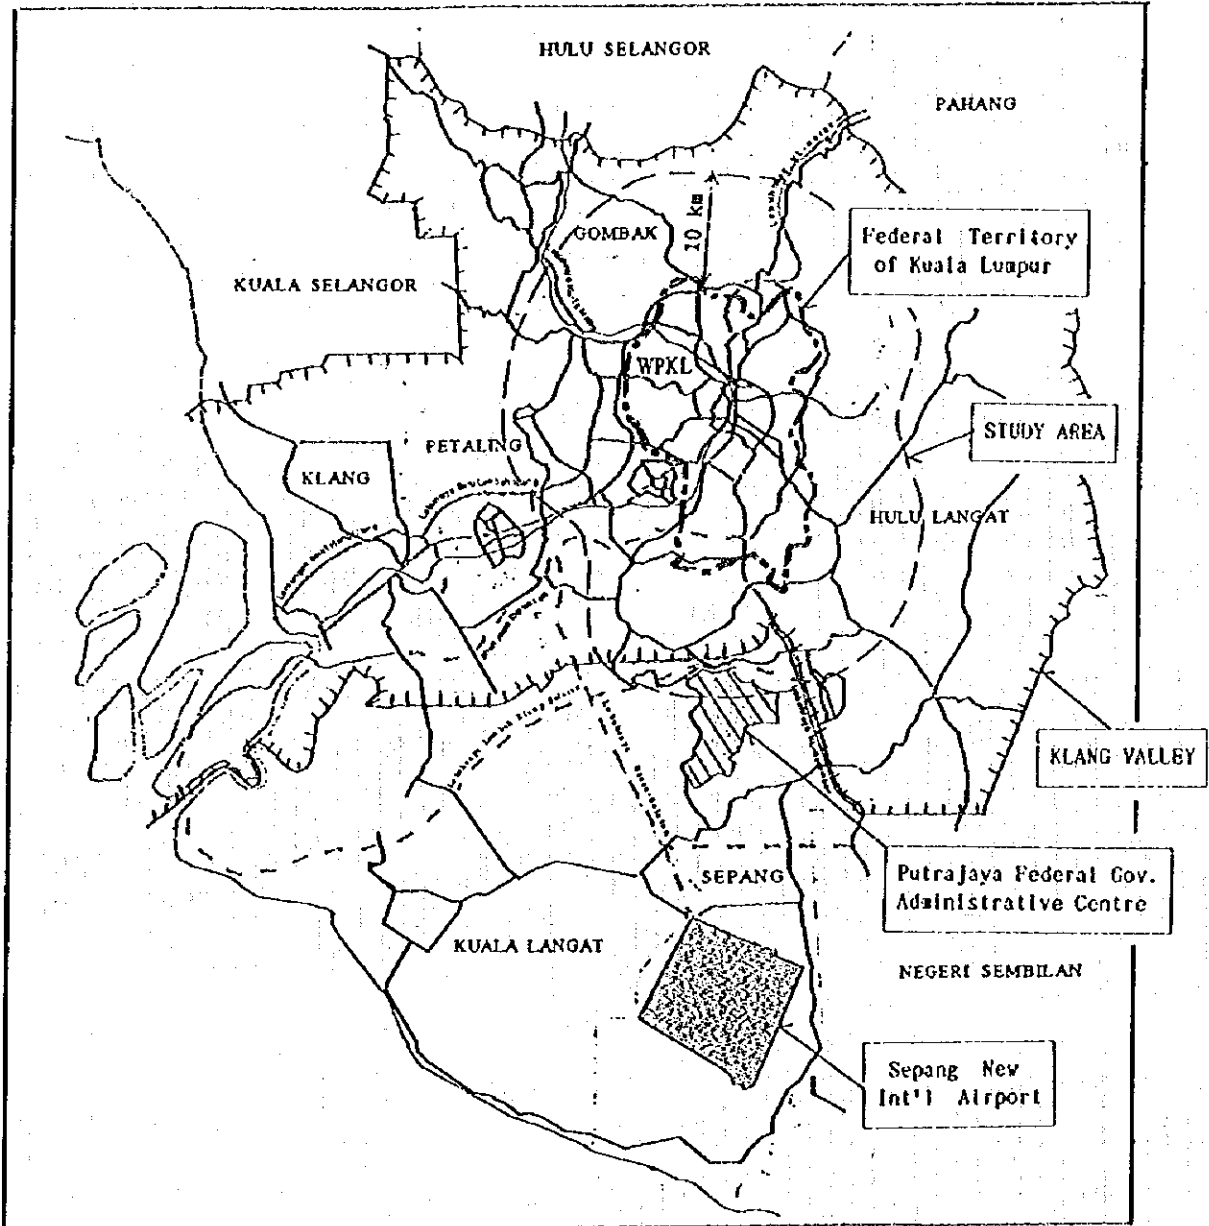 HULU SELANGOR
PAHANG
10 km
GOMBAK
Federal Territory
of Kuala Lumpur
KUALA SELANGOR
WPKL
STUDY AREA
PETALING
KLANG
HULU LANGAT
KLANG VALLEY
SEPANG
Putrajaya Federal Gov.
Administrative Centre
KUALA LANGAT
NEGERI SEMBILAN
Sepang New
Int'l Airport